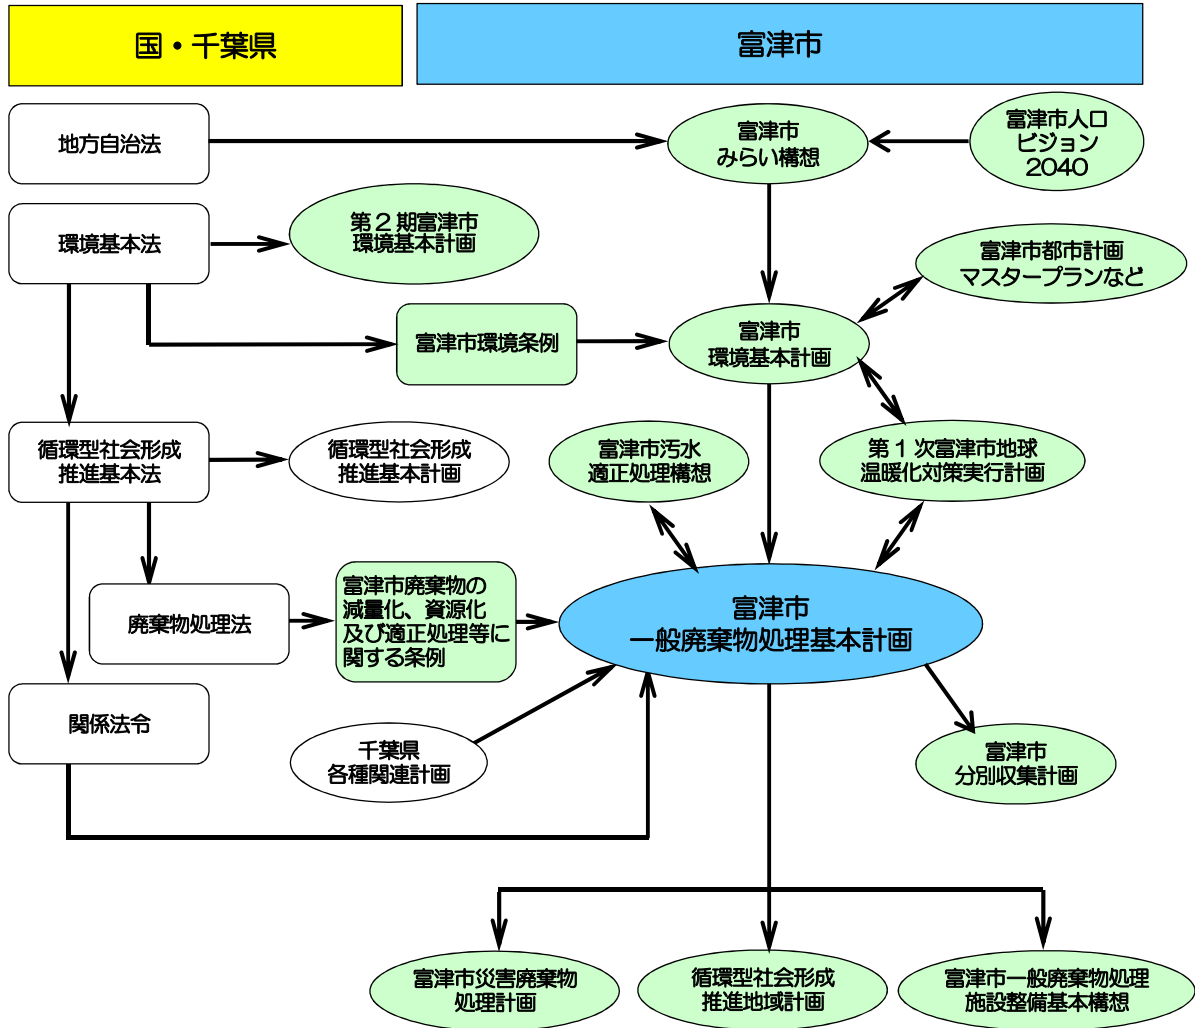 国・千葉県
富津市
地方自治法
富津市
みらい構想
富津市人口
ビジョン
2040
環境基本法
第２期富津市
環境基本計画
富津市都市計画
マスタープランなど
富津市環境条例
富津市
環境基本計画
循環型社会形成
推進基本法
循環型社会形成
推進基本計画
富津市汚水
適正処理構想
第１次富津市地球
温暖化対策実行計画
廃棄物処理法
富津市廃棄物の
減量化、資源化
及び適正処理等に
関する条例
富津市
一般廃棄物処理基本計画
関係法令
千葉県
各種関連計画
富津市
分別収集計画
富津市災害廃棄物
処理計画
循環型社会形成
推進地域計画
富津市一般廃棄物処理
施設整備基本構想